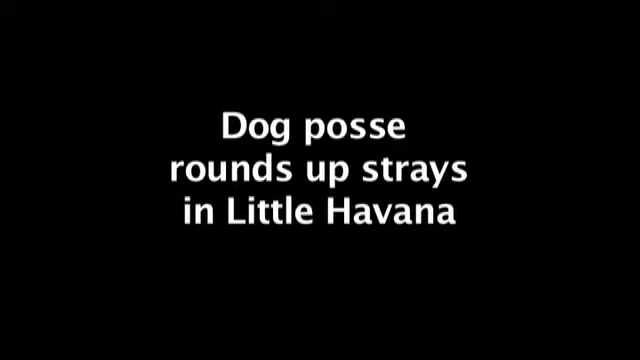 Dog posse
rounds up strays
in Little Havana